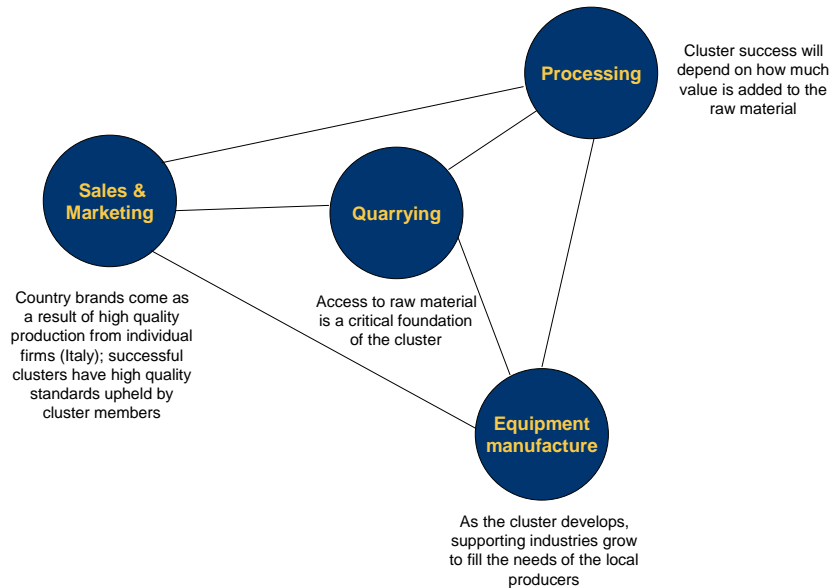 Processing
Cluster success will
depend on how much
value is added to the
raw material
Sales &
Marketing
Quarrying
Country brands come as
a result of high quality
production from individual
firms (Italy); successful
clusters have high quality
standards upheld by
cluster members
Access to raw material
is a critical foundation
of the cluster
Equipment
manufacture
As the cluster develops,
supporting industries grow
to fill the needs of the local
producers